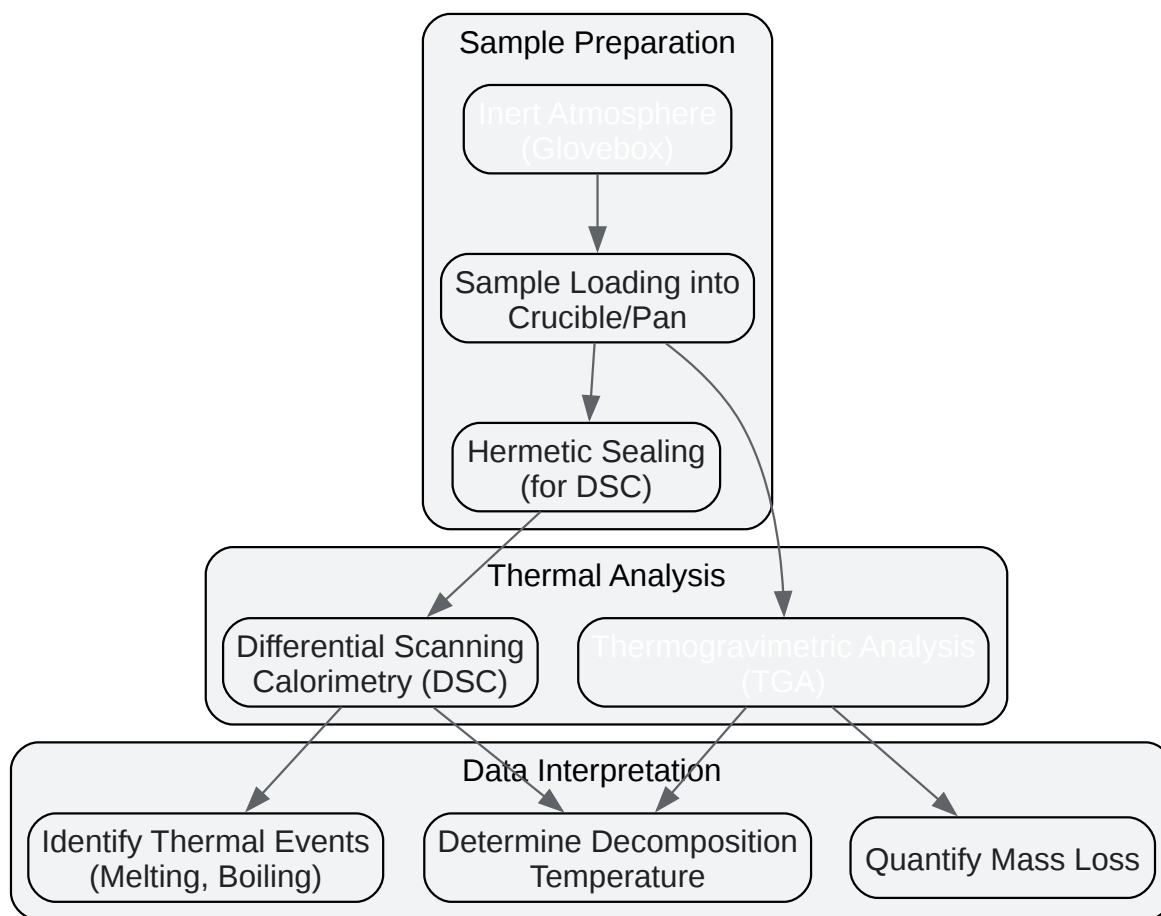 Sample Preparation
Inert Atmosphere
(Glovebox)
Sample Loading into
Crucible/Pan
Hermetic Sealing
(for DSC)
Thermal Analysis
Differential Scanning
Calorimetry (DSC)
Thermogravimetric Analysis
(TGA)
Data Interpretation
Identify Thermal Events
(Melting, Boiling)
Determine Decomposition
Temperature
Quantify Mass Loss